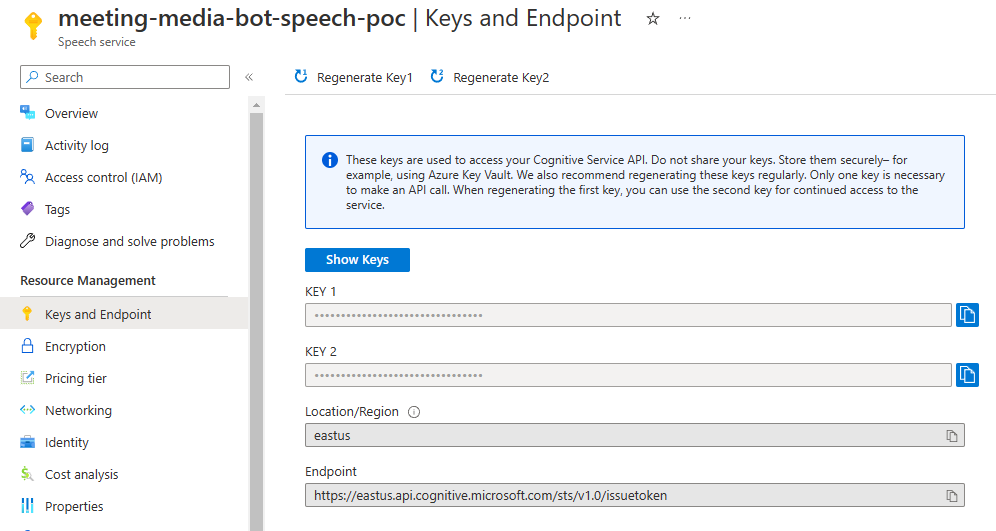 meeting-media-bot-speech-poc | Keys and Endpoint
Speech service
Search
Regenerate Key1
Regenerate Key2
Overview
Activity log
Access control (IAM)
Tags
Diagnose and solve problems
Resource Management
Keys and Endpoint
Encryption
Pricing tier
Networking
Identity
Cost analysis
Properties
These keys are used to access your Cognitive Service API. Do not share your keys. Store them securely– for
example, using Azure Key Vault. We also recommend regenerating these keys regularly. Only one key is necessary
to make an API call. When regenerating the first key, you can use the second key for continued access to the
service.
Show Keys
KEY 1
••••••••••••••••••••••••••••••••
KEY 2
••••••••••••••••••••••••••••••••
Location/Region
eastus
Endpoint
https://eastus.api.cognitive.microsoft.com/sts/v1.0/issuetoken